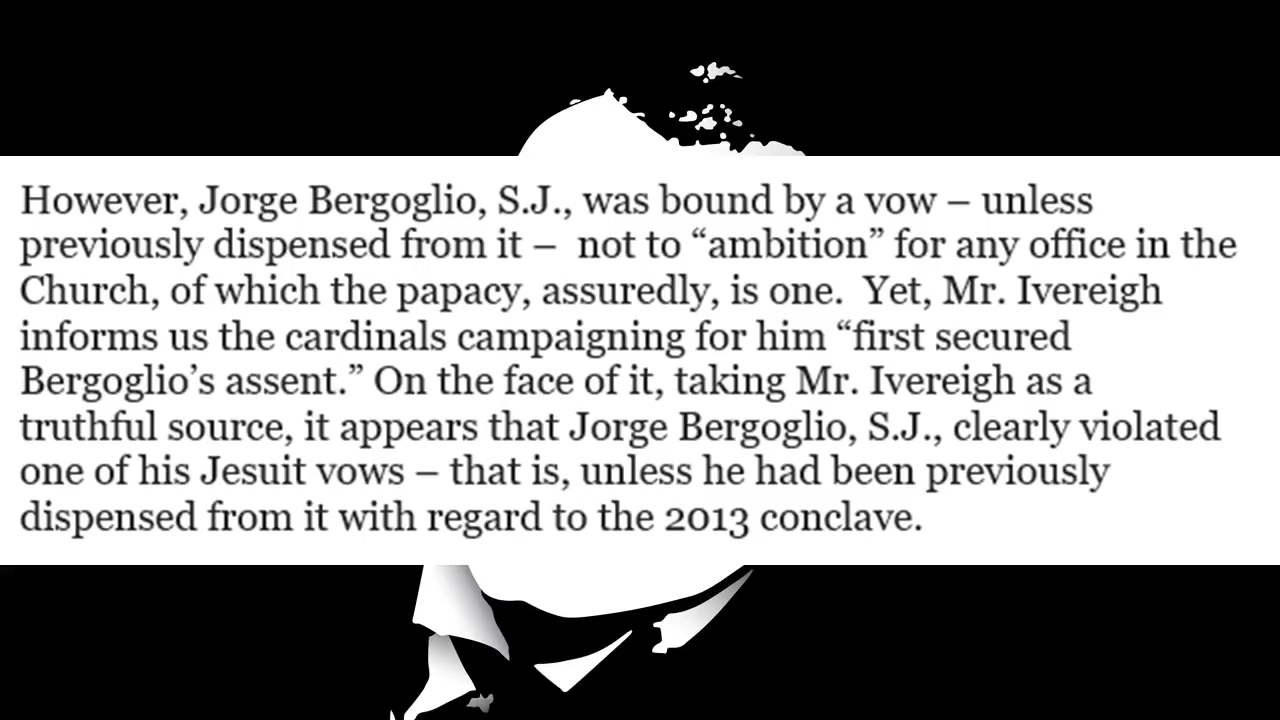 However, Jorge Bergoglio, S.J., was bound by a vow – unless
previously dispensed from it –  not to “ambition” for any office in the
Church, of which the papacy, assuredly, is one.  Yet, Mr. Ivereigh
informs us the cardinals campaigning for him “first secured
Bergoglio’s assent.” On the face of it, taking Mr. Ivereigh as a
truthful source, it appears that Jorge Bergoglio, S.J., clearly violated
one of his Jesuit vows – that is, unless he had been previously
dispensed from it with regard to the 2013 conclave.